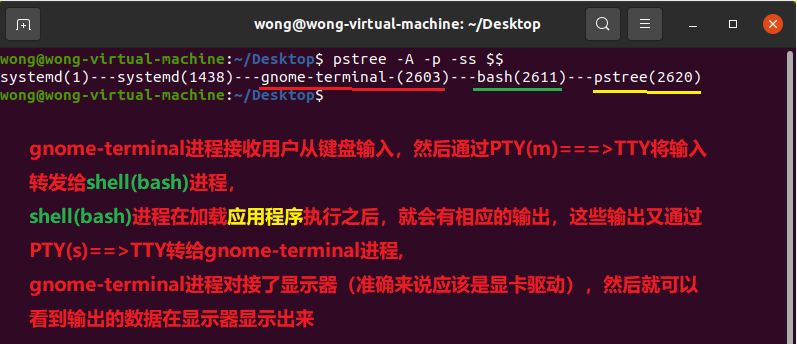 wong@wong-virtual-machine: ~/Desktop
wong@wong-virtual-machine:~/Desktop$ pstree -A -p -ss $$
systemd(1)---systemd(1438)---gnome-terminal-(2603)---bash(2611)---pstree(2620)
wong@wong-virtual-machine:~/Desktop$
gnome-terminal进程接收用户从键盘输入，然后通过PTY(m)===>TTY将输入
转发给shell(bash)进程，
shell(bash)进程在加载应用程序执行之后，就会有相应的输出，这些输出又通过
PTY(s)==>TTY转给gnome-terminal进程,
gnome-terminal进程对接了显示器（准确来说应该是显卡驱动），然后就可以
看到输出的数据在显示器显示出来